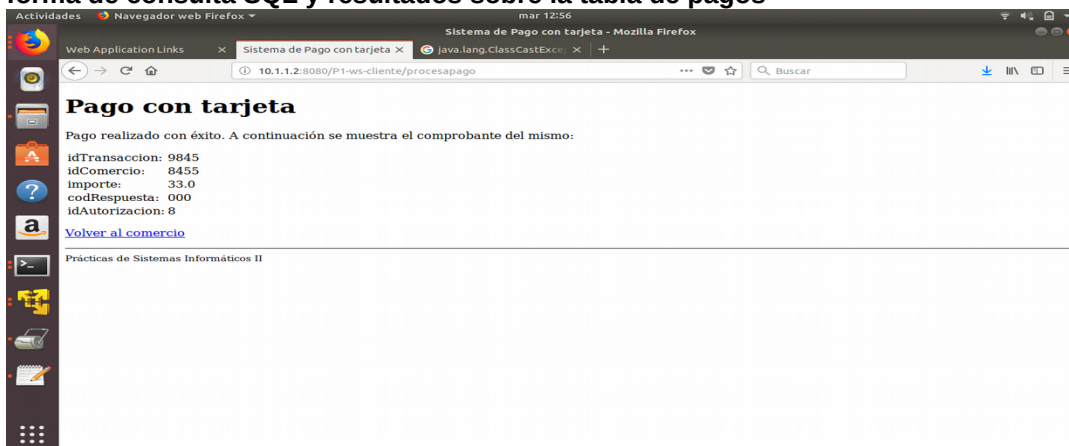 forma de consulta SQL y resultados sobre la tabla de pagos
Actividades Navegador web Firefox mar 12:56
Sistema de Pago con tarjeta - Mozilla Firefox
Web Application Links Sistema de Pago con tarjeta java.lang.ClassCastExce
10.1.1.2:8080/P1-ws-cliente/procesapago Buscar
Pago con tarjeta
Pago realizado con éxito. A continuación se muestra el comprobante del mismo:
idTransaccion: 9845
idComercio: 8455
importe: 33.0
codRespuesta: 000
idAutorizacion: 8
Volver al comercio
Prácticas de Sistemas Informáticos II